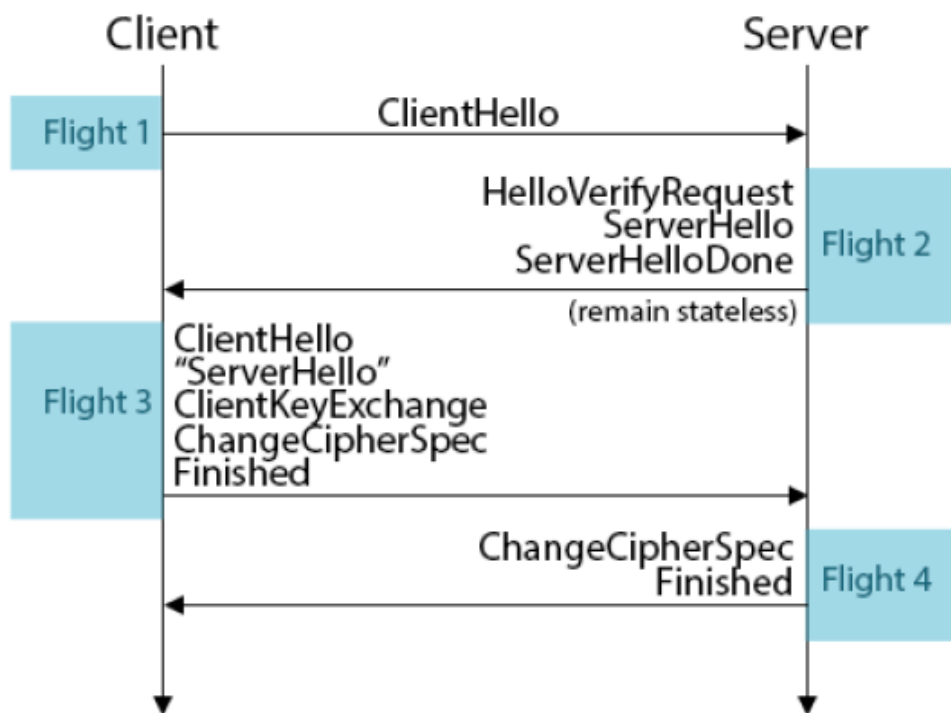 Client
Server
Flight 1
ClientHello
HelloVerifyRequest
ServerHello
ServerHelloDone
Flight 2
(remain stateless)
Flight 3
ClientHello
“ServerHello”
ClientKeyExchange
ChangeCipherSpec
Finished
ChangeCipherSpec
Finished
Flight 4